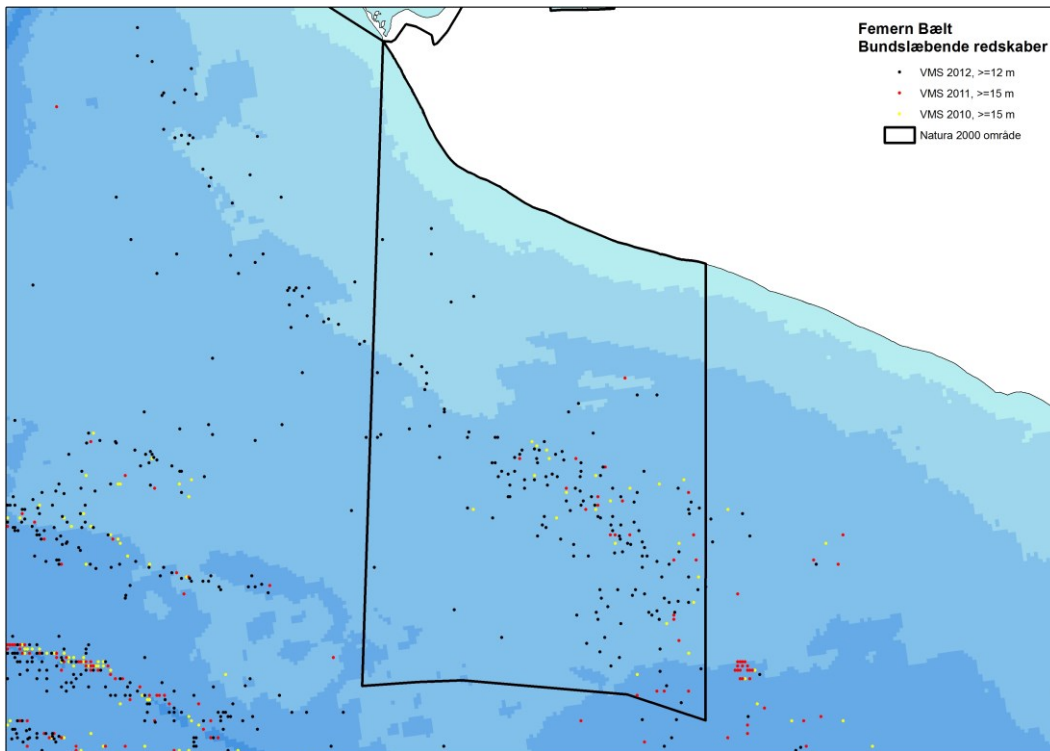 Femern Bælt
Bundslæbende redskaber
VMS 2012, >=12 m
VMS 2011, >=15 m
VMS 2010, >=15 m
Natura 2000 område